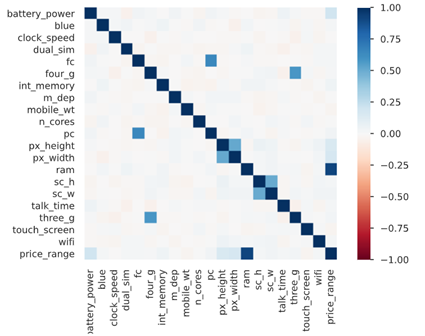 battery_power
blue
clock_speed
dual_sim
fc
four_g
int_memory
m_dep
mobile_wt
n_cores
pc
px_height
px_width
ram
sc_h
sc_w
talk_time
three_g
touch_screen
wifi
price_range
battery_power
blue
clock_speed
dual_sim
fc
four_g
int_memory
m_dep
mobile_wt
n_cores
pc
px_height
px_width
ram
sc_h
sc_w
talk_time
three_g
touch_screen
wifi
price_range
1.00
0.75
0.50
0.25
0.00
−0.25
−0.50
−0.75
−1.00